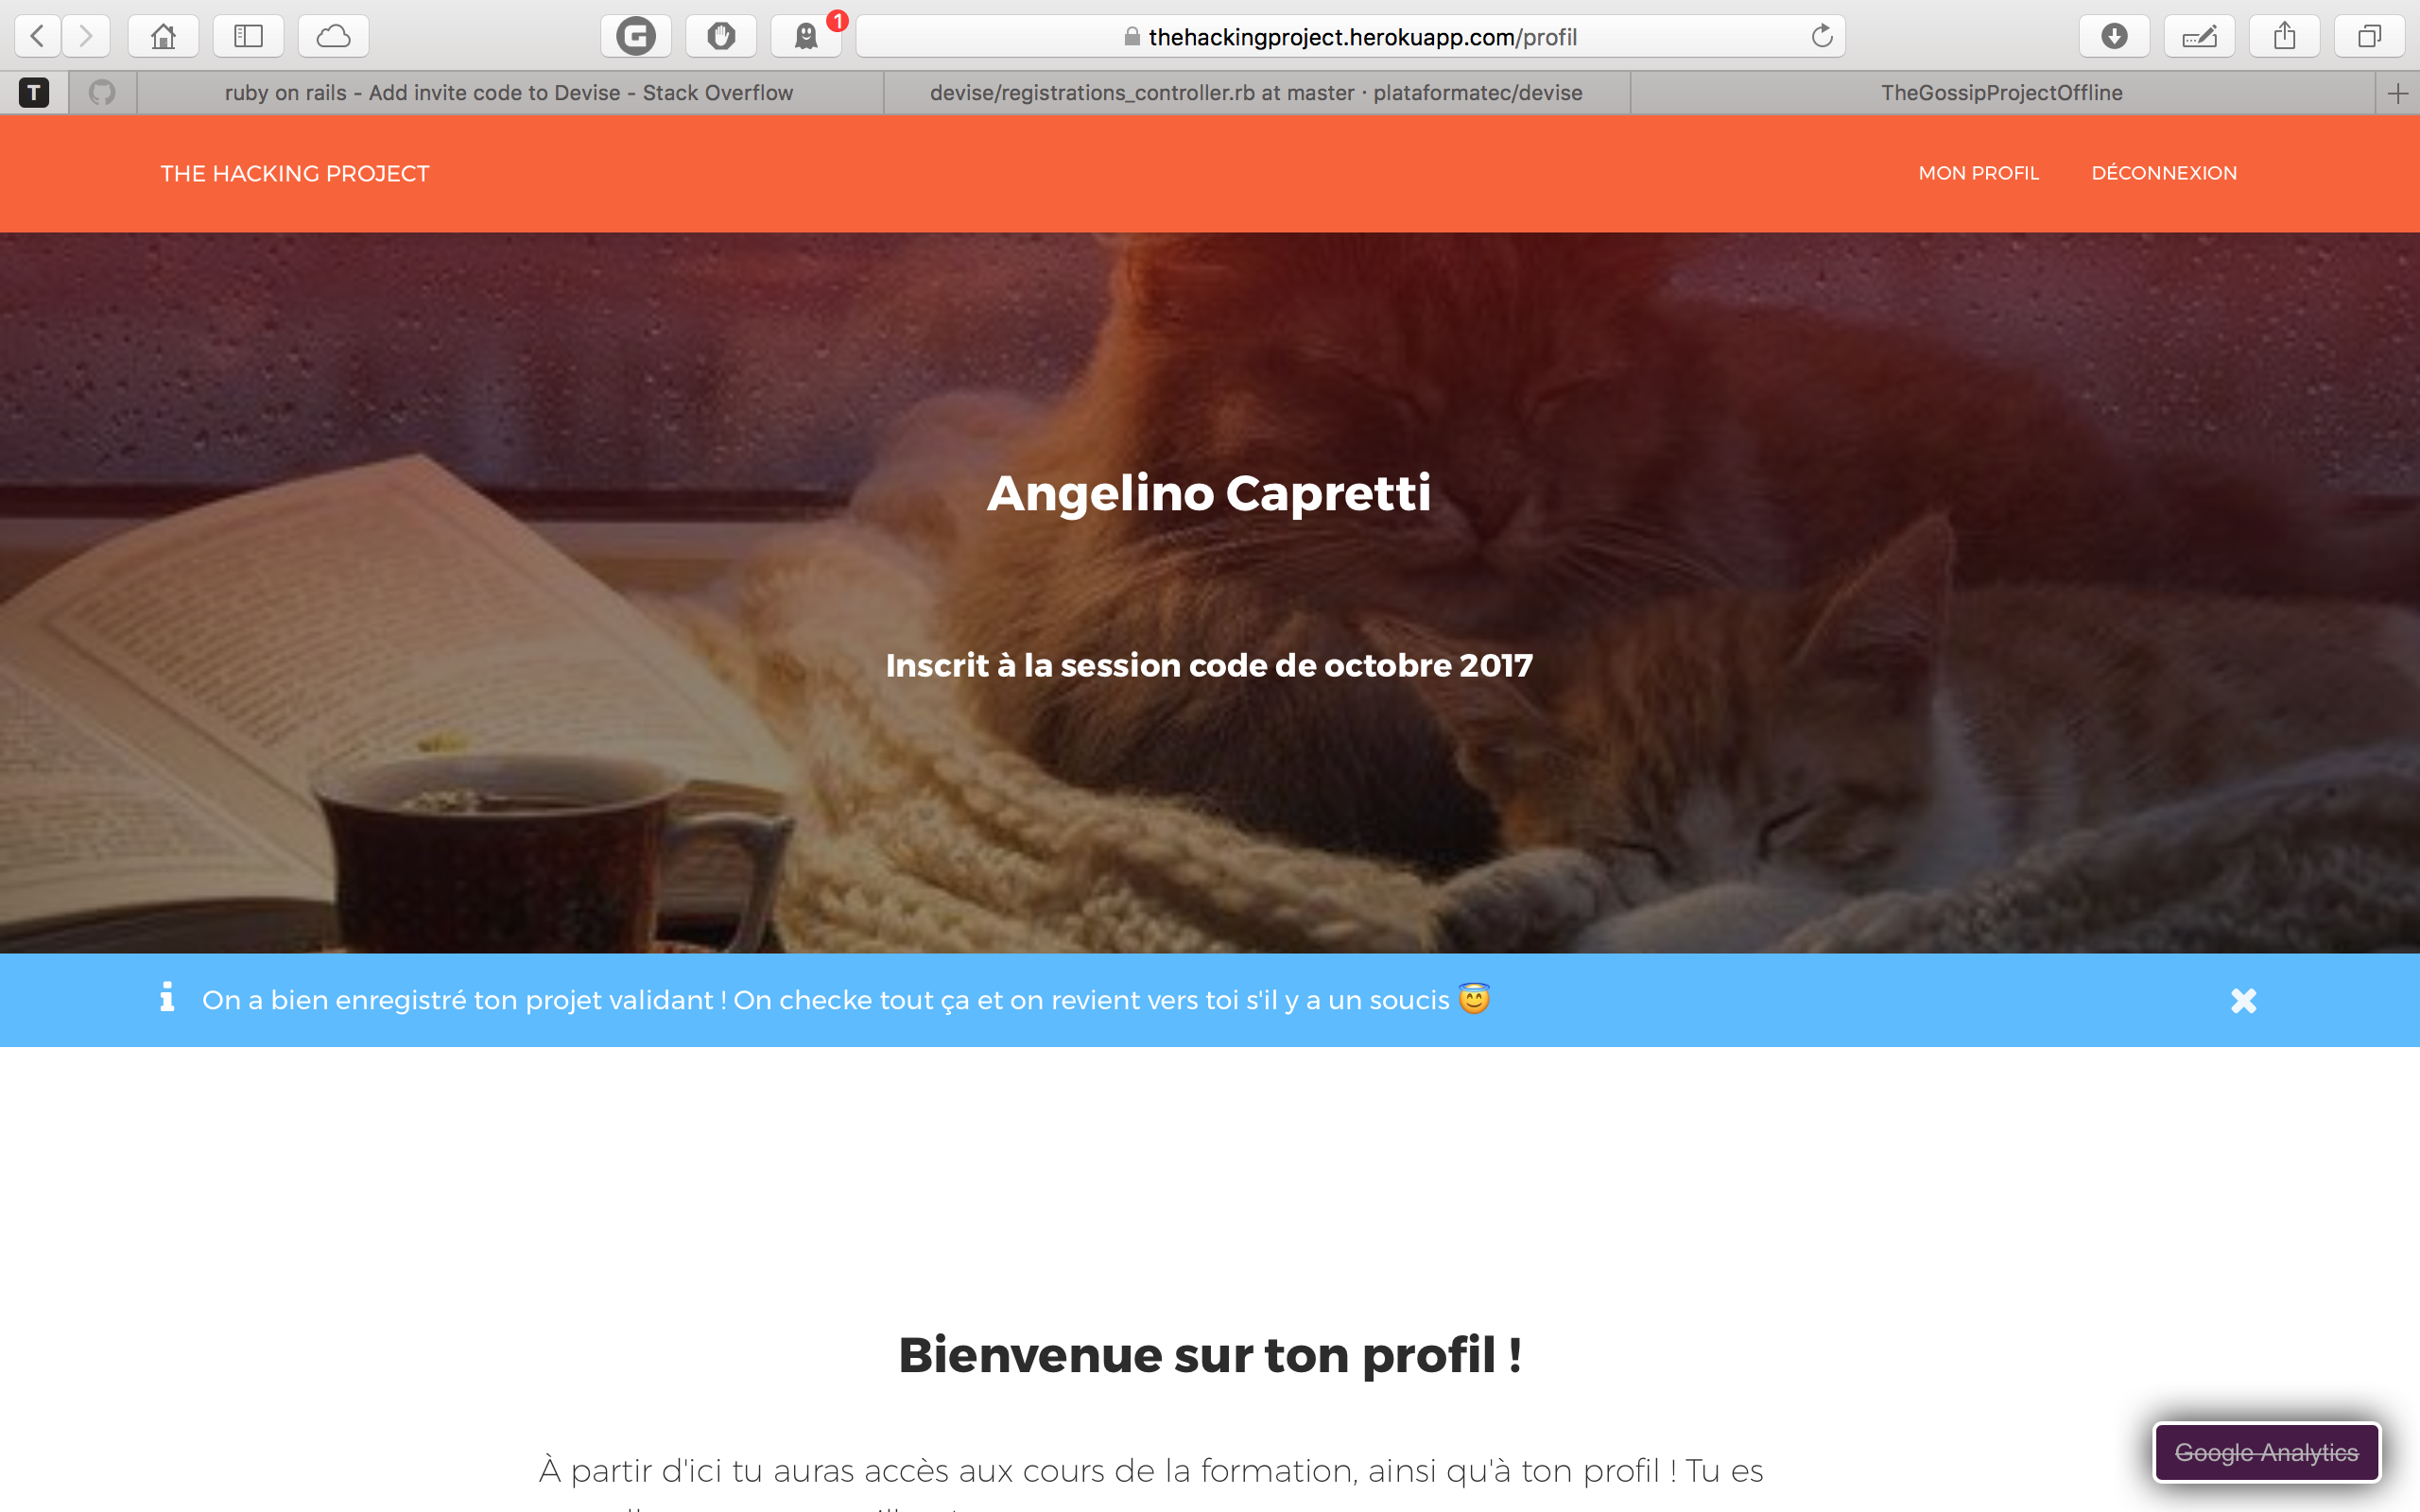 1
thehackingproject.herokuapp.com/profil
T
ruby on rails - Add invite code to Devise - Stack Overflow
devise/registrations_controller.rb at master · plataformatec/devise
TheGossipProjectOffline
THE HACKING PROJECT
MON PROFIL
DÉCONNEXION
Angelino Capretti
Inscrit à la session code de octobre 2017
On a bien enregistré ton projet validant ! On checke tout ça et on revient vers toi s'il y a un soucis 😇
Bienvenue sur ton profil !
À partir d'ici tu auras accès aux cours de la formation, ainsi qu'à ton profil ! Tu es
Google Analytics